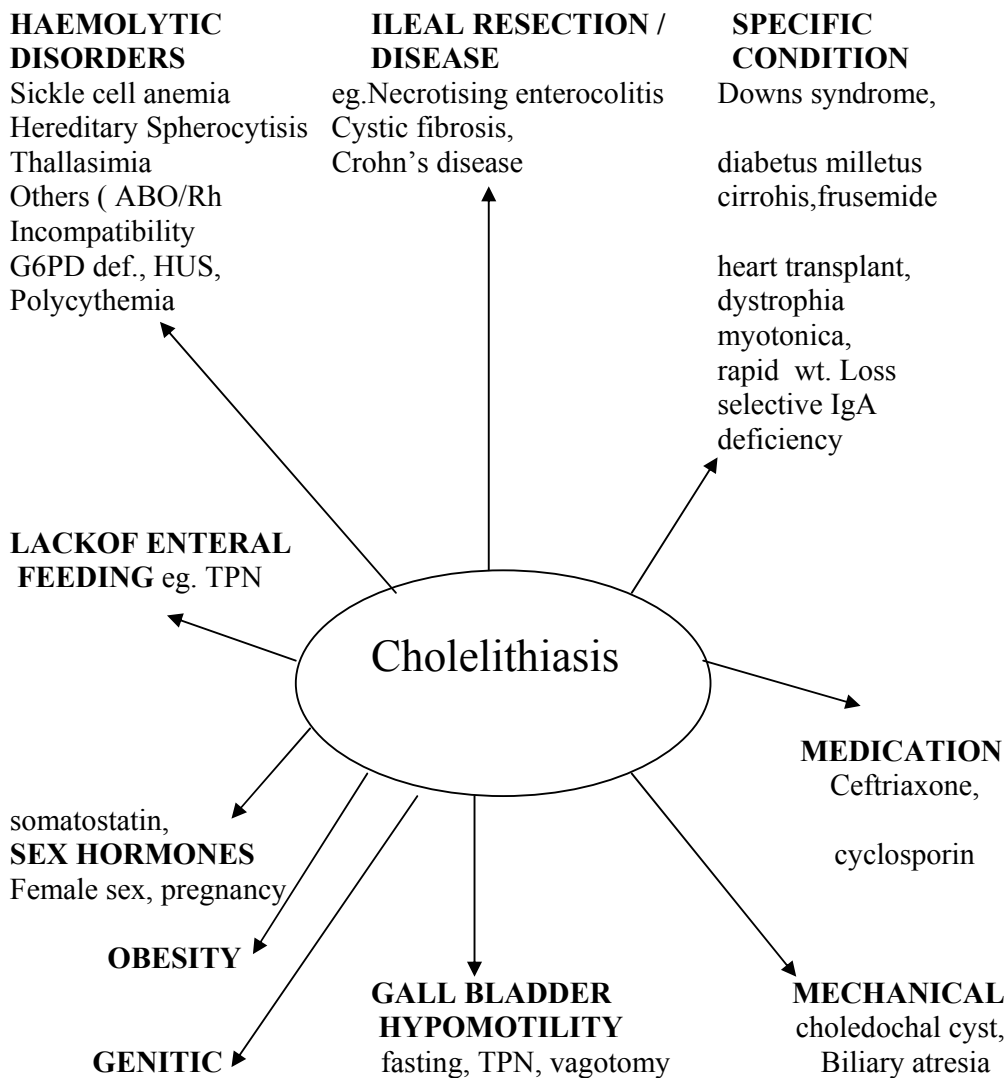 HAEMOLYTIC
DISORDERS
Sickle cell anemia
Hereditary Spherocytisis
Thallasimia
Others ( ABO/Rh
Incompatibility
G6PD def., HUS,
Polycythemia
ILEAL RESECTION /
DISEASE
eg.Necrotising enterocolitis
Cystic fibrosis,
Crohn’s disease
SPECIFIC
CONDITION
Downs syndrome,
diabetus milletus
cirrohis,frusemide
heart transplant,
dystrophia
myotonica,
rapid wt. Loss
selective IgA
deficiency
LACKOF ENTERAL
FEEDING eg. TPN
Cholelithiasis
MEDICATION
Ceftriaxone,
cyclosporin
somatostatin,
SEX HORMONES
Female sex, pregnancy
OBESITY
GENITIC
GALL BLADDER
HYPOMOTILITY
fasting, TPN, vagotomy
MECHANICAL
choledochal cyst,
Biliary atresia